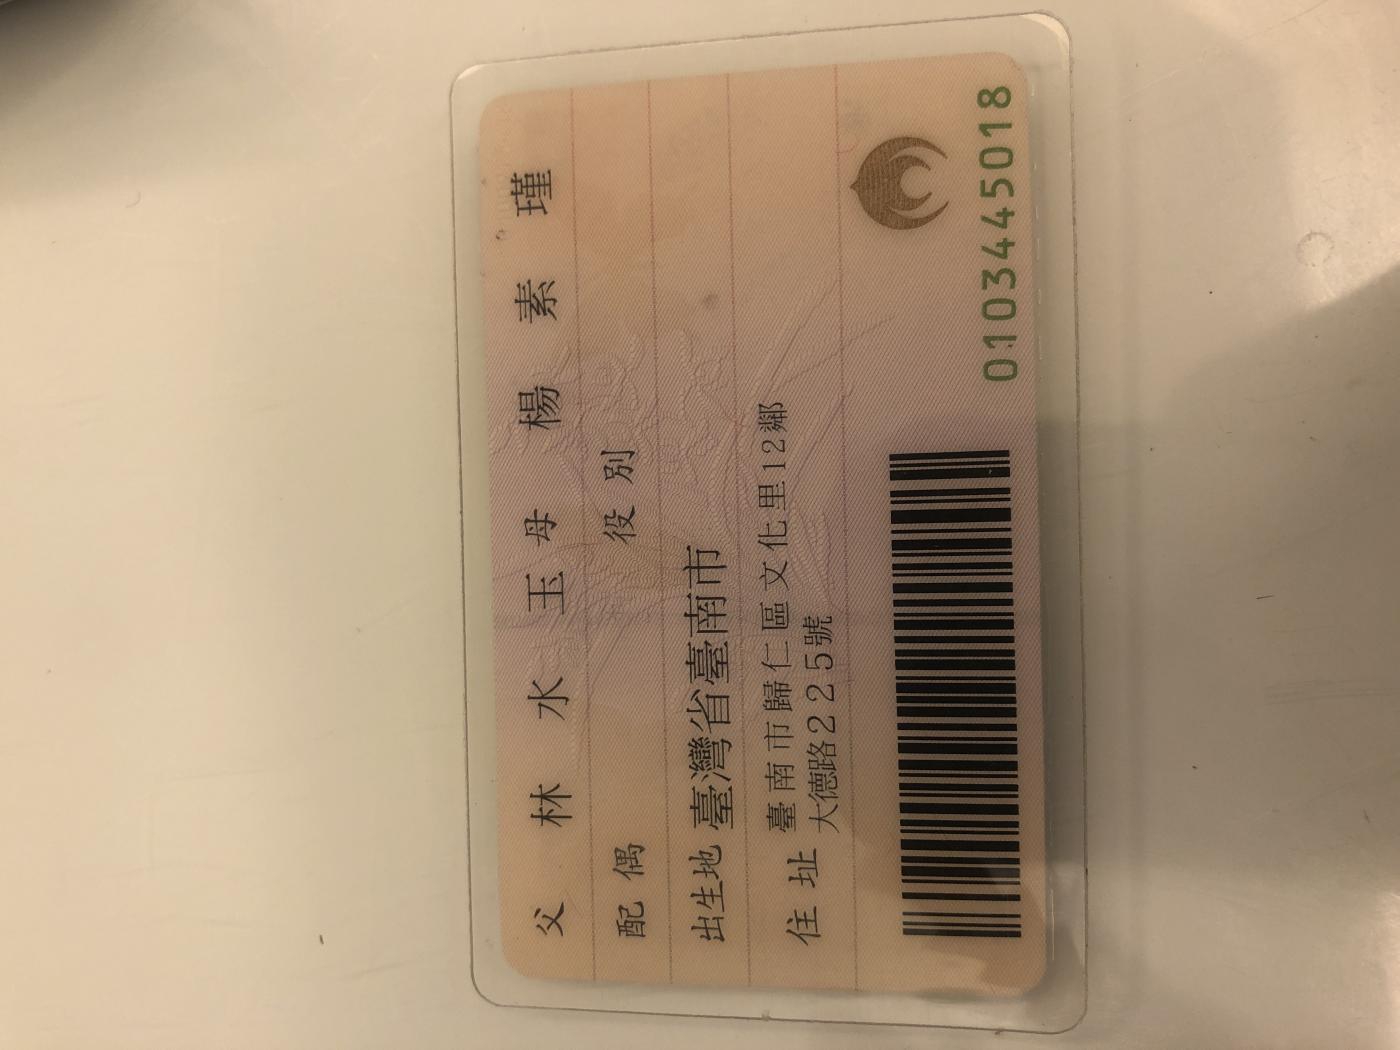 父 林水玉 母 楊素瑾
配偶 役別
出生地 臺灣省臺南市
住址 臺南市歸仁區文化里12鄰
大德路225號
0103445018